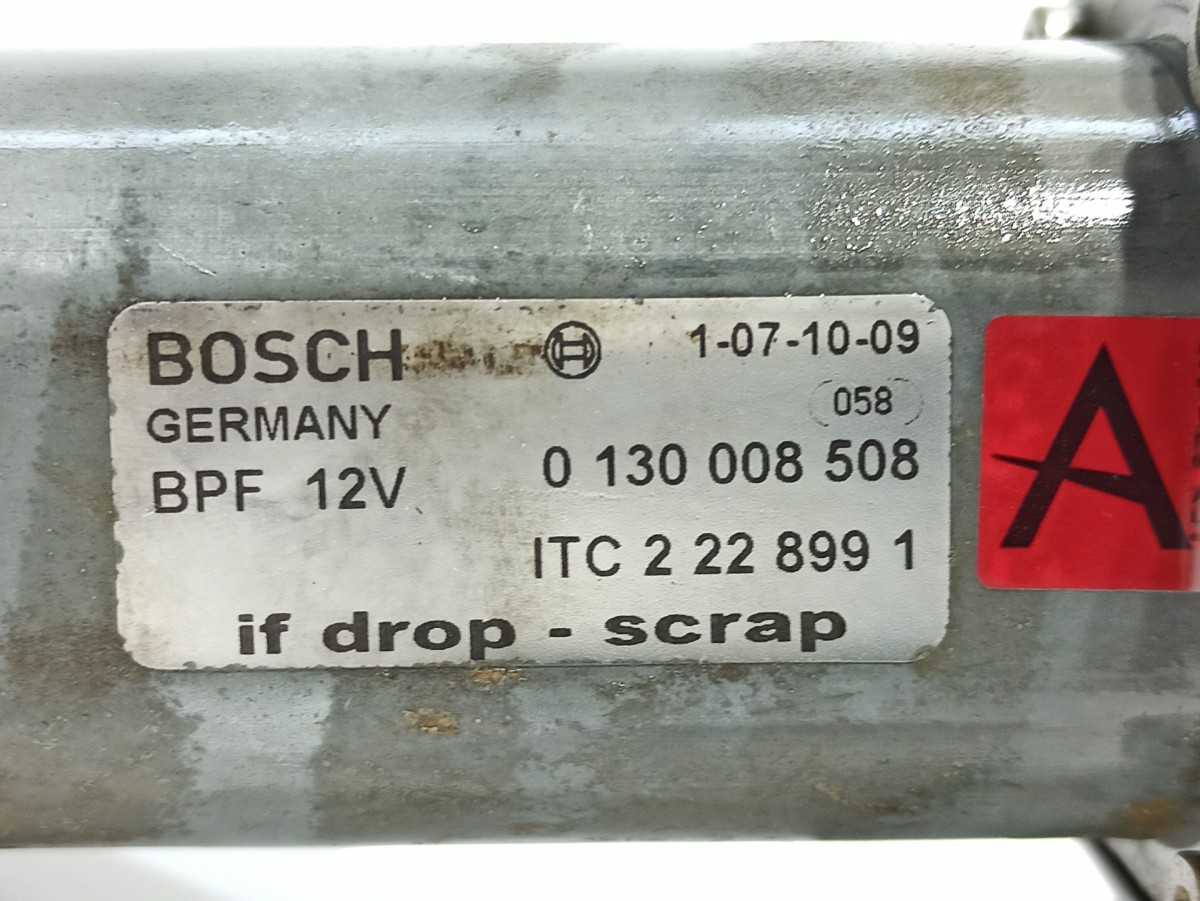 BOSCH 1-07-10-09
058
GERMANY
0 130 008 508
BPF 12V
ITC 2 22 899 1
if drop - scrap
A